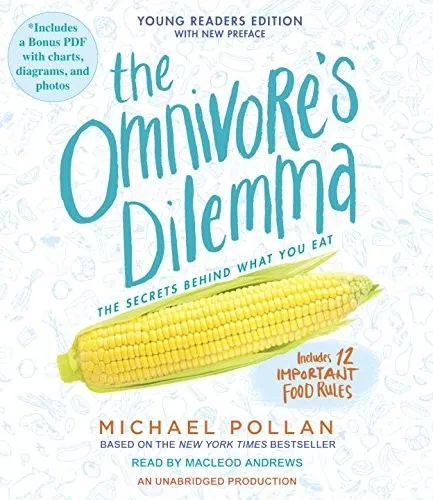 YOUNG READERS EDITION
WITH NEW PREFACE
*Includes
a Bonus PDF
with charts,
diagrams, and
photos
the
OMNIVORE'S
DILEMMA
THE SECRETS BEHIND WHAT YOU EAT
Includes 12
IMPORTANT
FOOD RULES
MICHAEL POLLAN
BASED ON THE NEW YORK TIMES BESTSELLER
READ BY MACLEOD ANDREWS
AN UNABRIDGED PRODUCTION